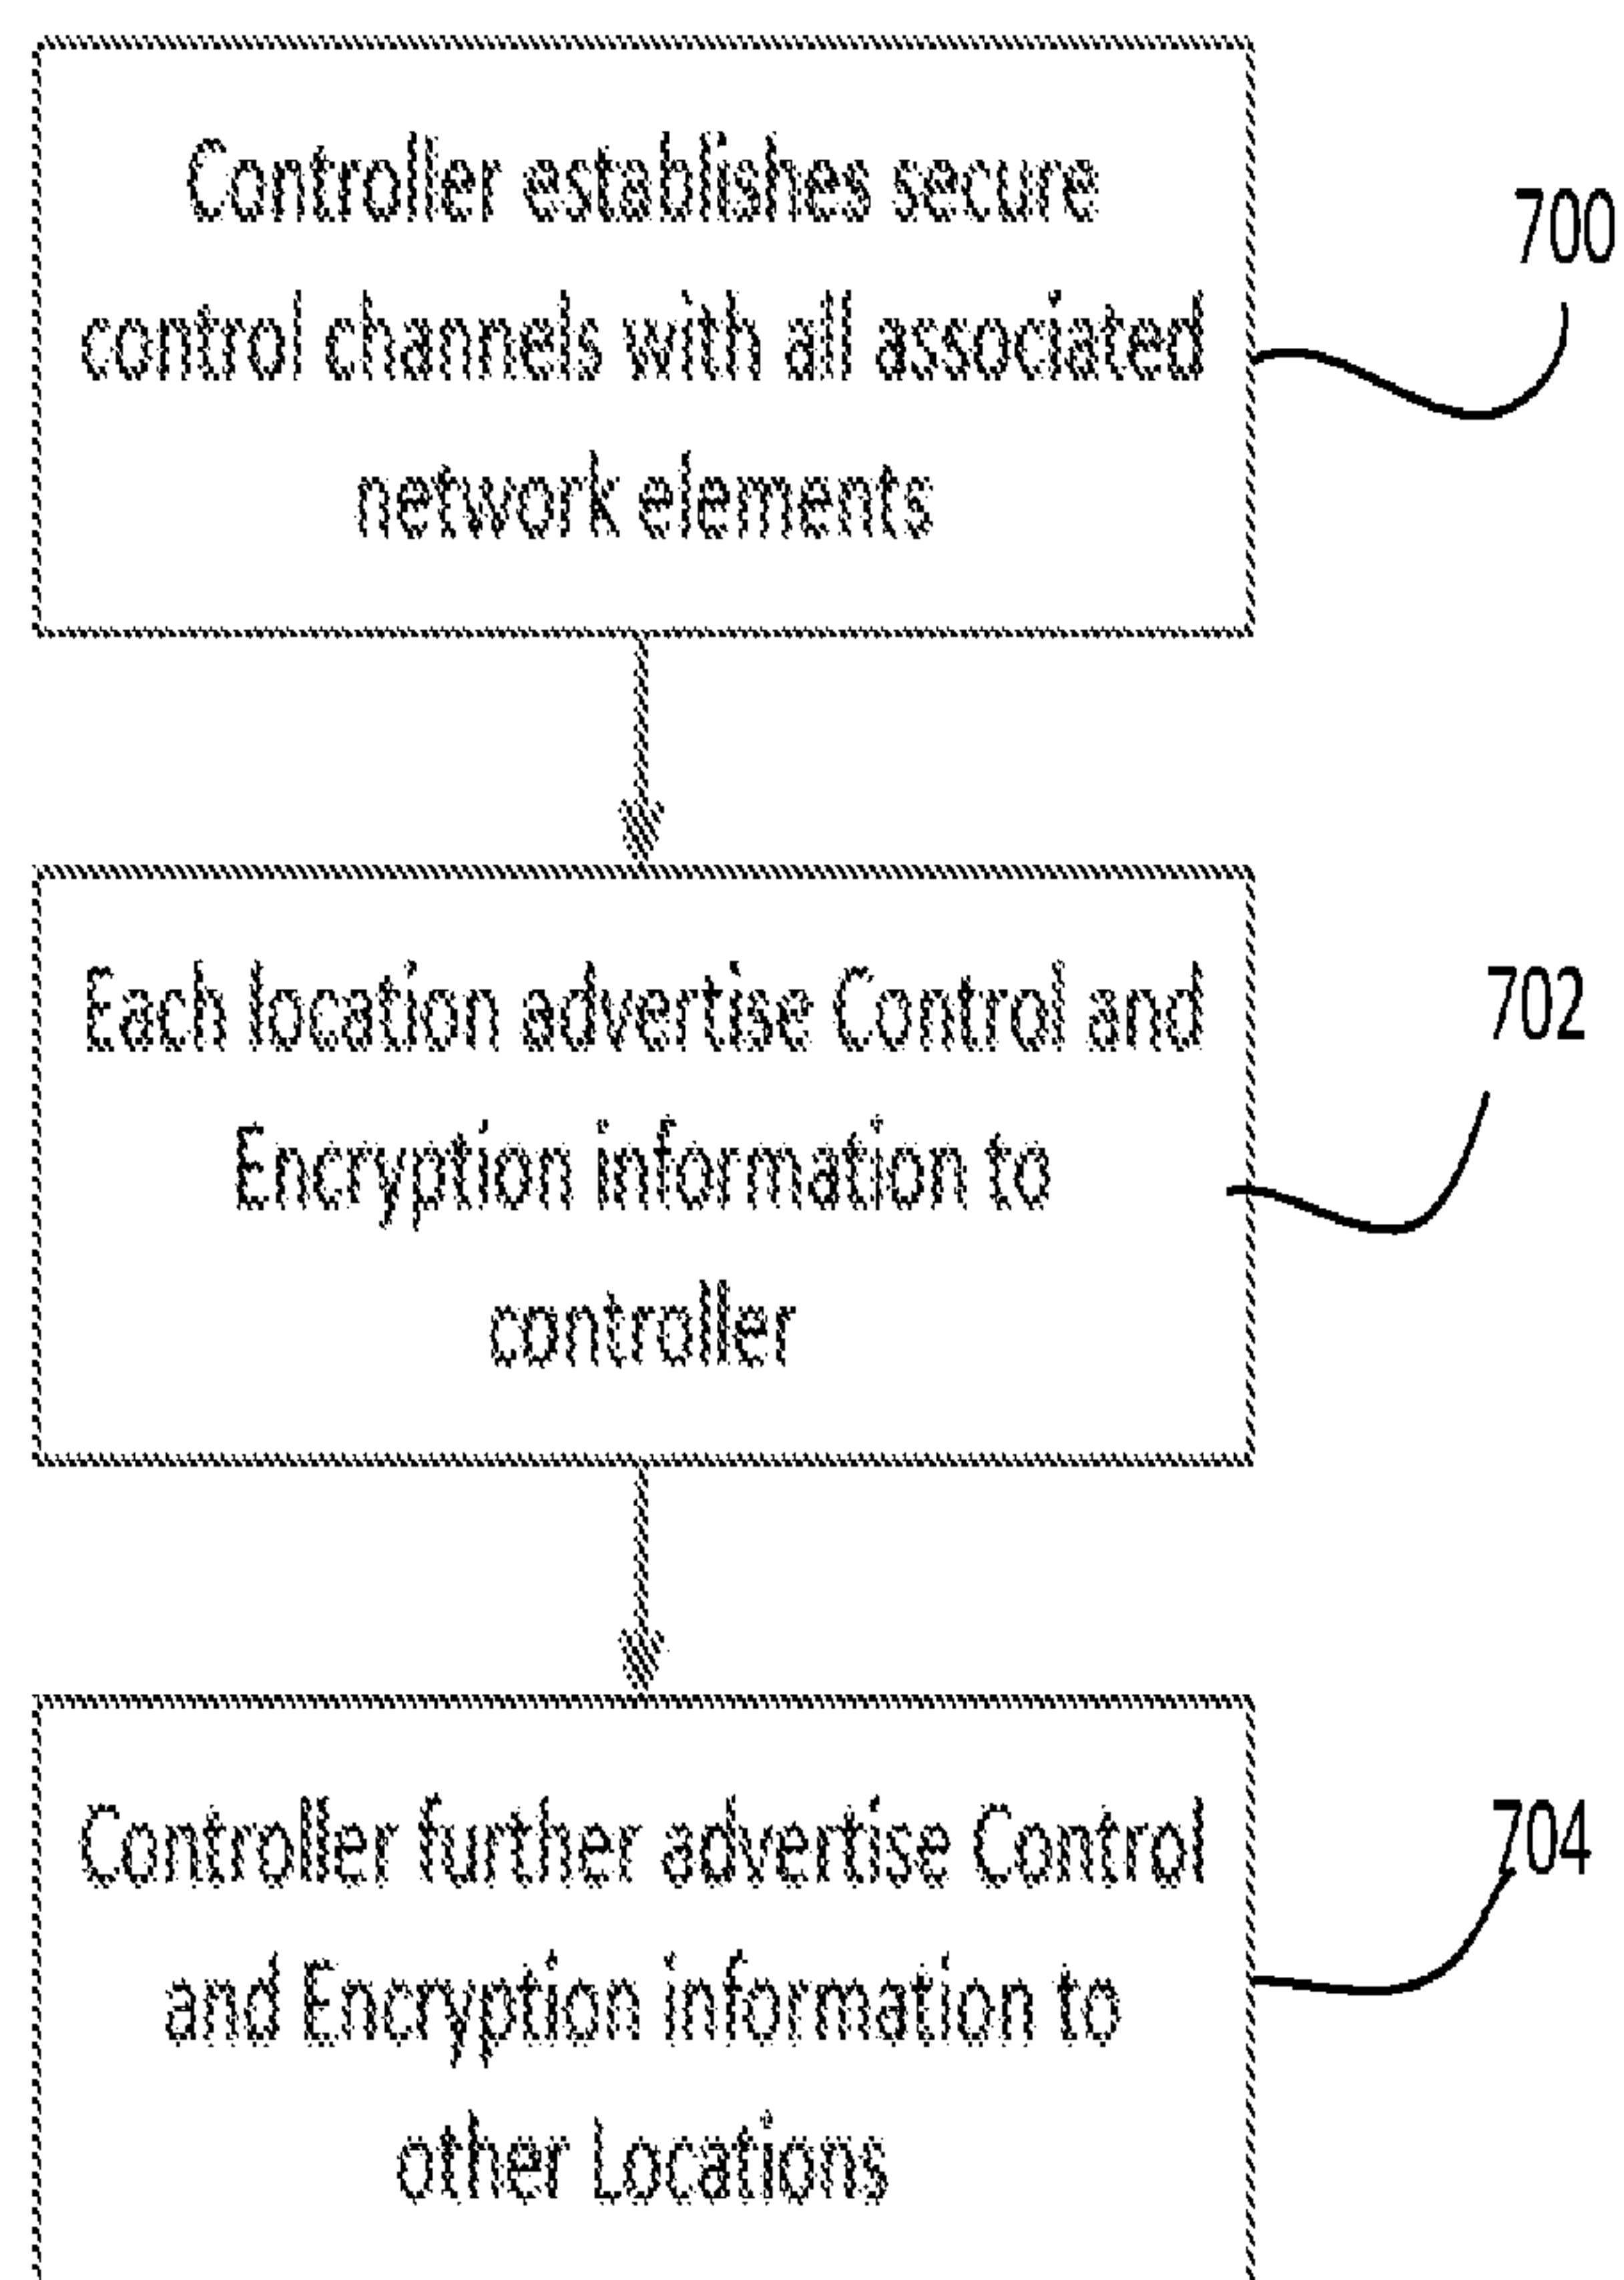 Controller establishes secure
control channels with all associated
network elements
700
Each location advertise Control and
Encryption information to
controller
702
Controller further advertise Control
and Encryption information to
other Locations
704